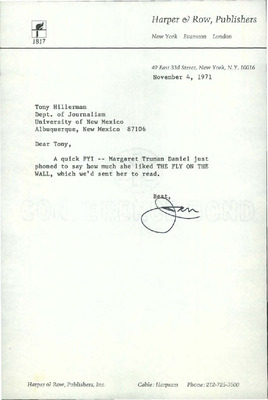 Harper & Row, Publishers
1817
New York Evanston London
49 East 33d Street, New York, N.Y. 10016
November 4, 1971
Tony Hillerman
Dept. of Journalism
University of New Mexico
Albuquerque, New Mexico 87106
Dear Tony,
A quick FYI -- Margaret Truman Daniel just
phoned to say how much she liked THE FLY ON THE
WALL, which we'd sent her to read.
Best,
Joan
Harper & Row, Publishers, Inc. Cable: Harpsam Phone: 212-725-3500